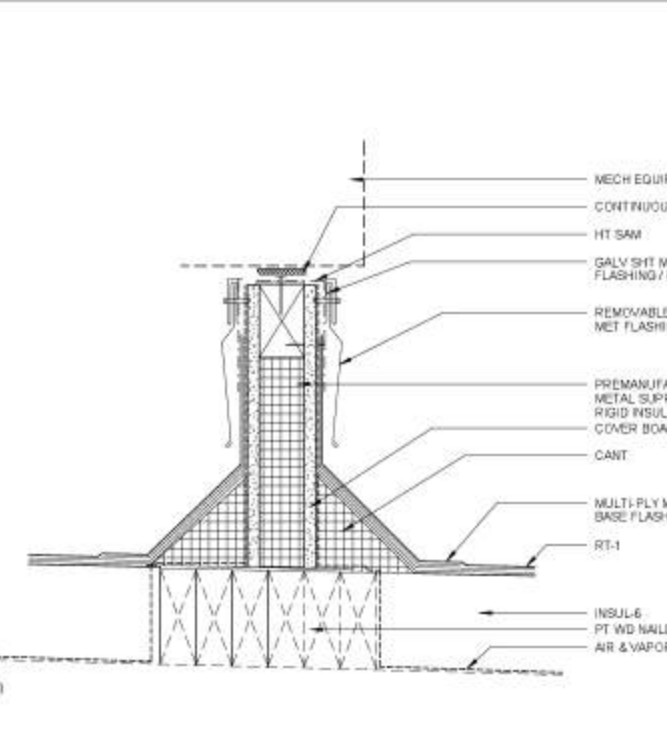 MECH EQUIP
CONTINUOU
HT SAM
GALV SHT M
FLASHING /
REMOVABLE
MET FLASHI
PREMANUFA
METAL SUPP
RIGID INSUL
COVER BOA
CANT
MULTI-PLY M
BASE FLASH
RT-1
INSUL-6
PT WD NAIL
AIR & VAPOR
)